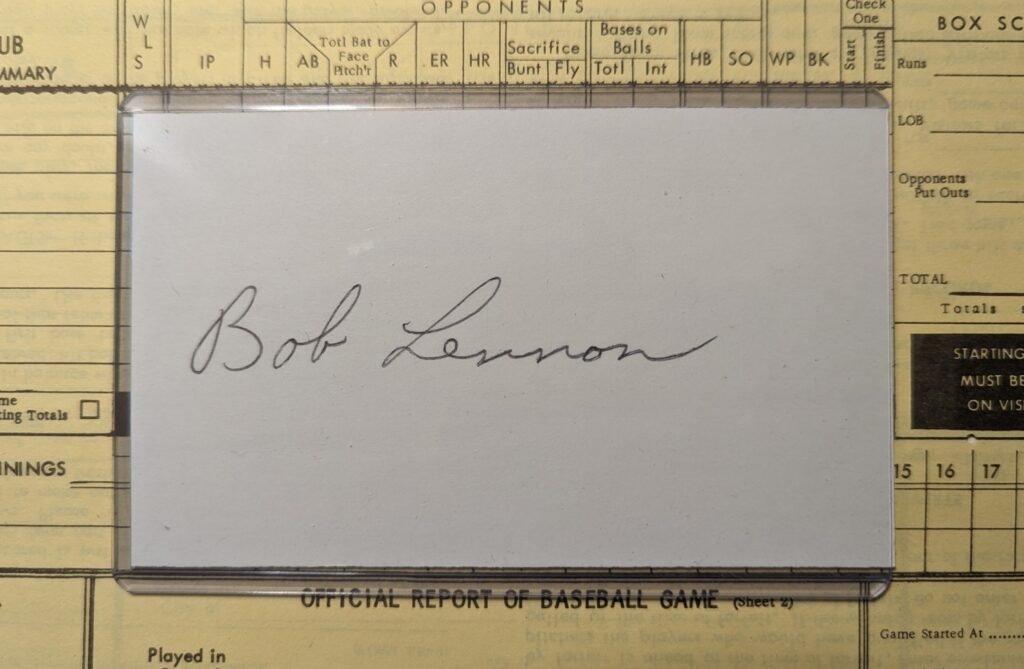 OPPONENTS
Check
One
W
L
S
IP
H
AB
Totl Bat to
Face
Pitch'r
R
ER
HR
Sacrifice
Bunt
Fly
Bases on
Balls
Totl
Int
HB
SO
WP
BK
Start
Finish
UB
MMARY
BOX SC
Runs
LOB
Opponents
Put Outs
TOTAL
Totals
Bob Lennon
STARTING
MUST BE
ON VISI
me
ting Totals
NNINGS
15 16 17
OFFICIAL REPORT OF BASEBALL GAME (Sheet 2)
Game Started At
Played in